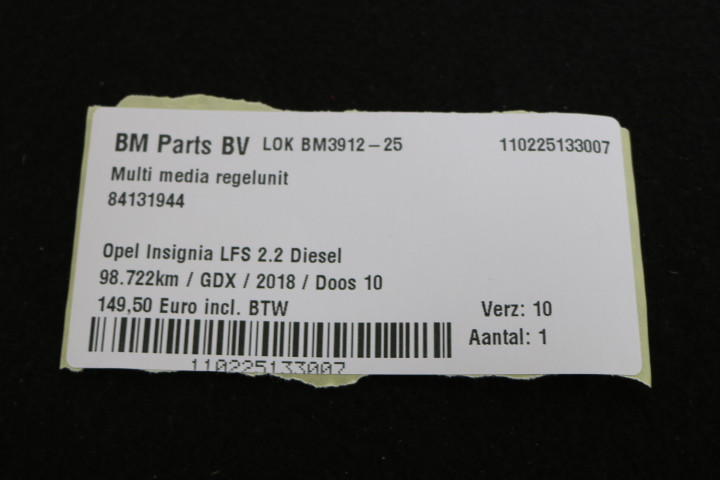 BM Parts BV LOK BM3912-25 110225133007
Multi media regelunit
84131944
Opel Insignia LFS 2.2 Diesel
98.722km / GDX / 2018 / Doos 10
149,50 Euro incl. BTW Verz: 10
Aantal: 1
110225133007